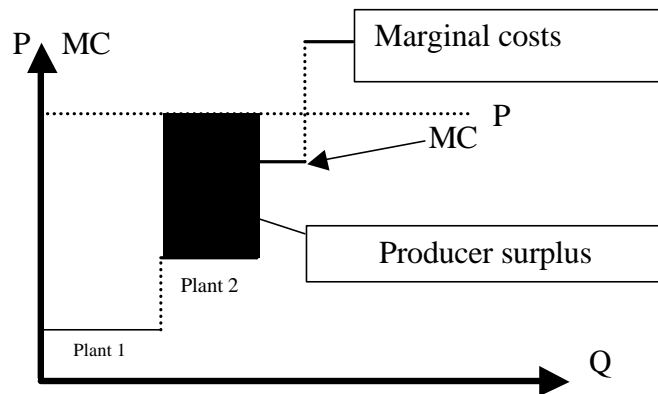 P MC
Marginal costs
P
MC
Producer surplus
Plant 2
Plant 1
Q